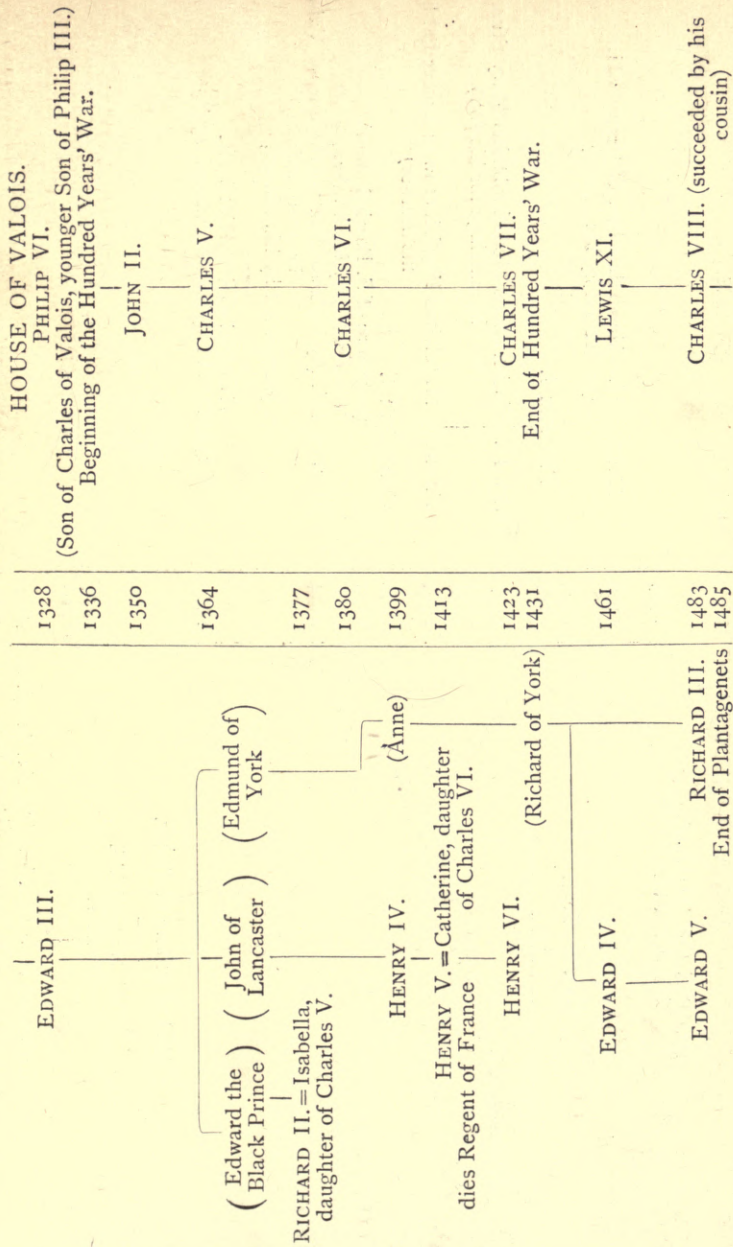 EDWARD III.
( Edward the Black Prince )
( John of Lancaster )
( Edmund of York )
RICHARD II.=Isabella,
daughter of Charles V.
HENRY IV.
(Ånne)
HENRY V.=Catherine, daughter
dies Regent of France
of Charles VI.
HENRY VI.
(Richard of York)
EDWARD IV.
EDWARD V.
RICHARD III.
End of Plantagenets
1328
1336
1350
1364
1377
1380
1399
1413
1423
1431
1461
1483
1485
HOUSE OF VALOIS.
PHILIP VI.
(Son of Charles of Valois, younger Son of Philip III.)
Beginning of the Hundred Years' War.
JOHN II.
CHARLES V.
CHARLES VI.
CHARLES VII.
End of Hundred Years' War.
LEWIS XI.
CHARLES VIII. (succeeded by his
cousin)